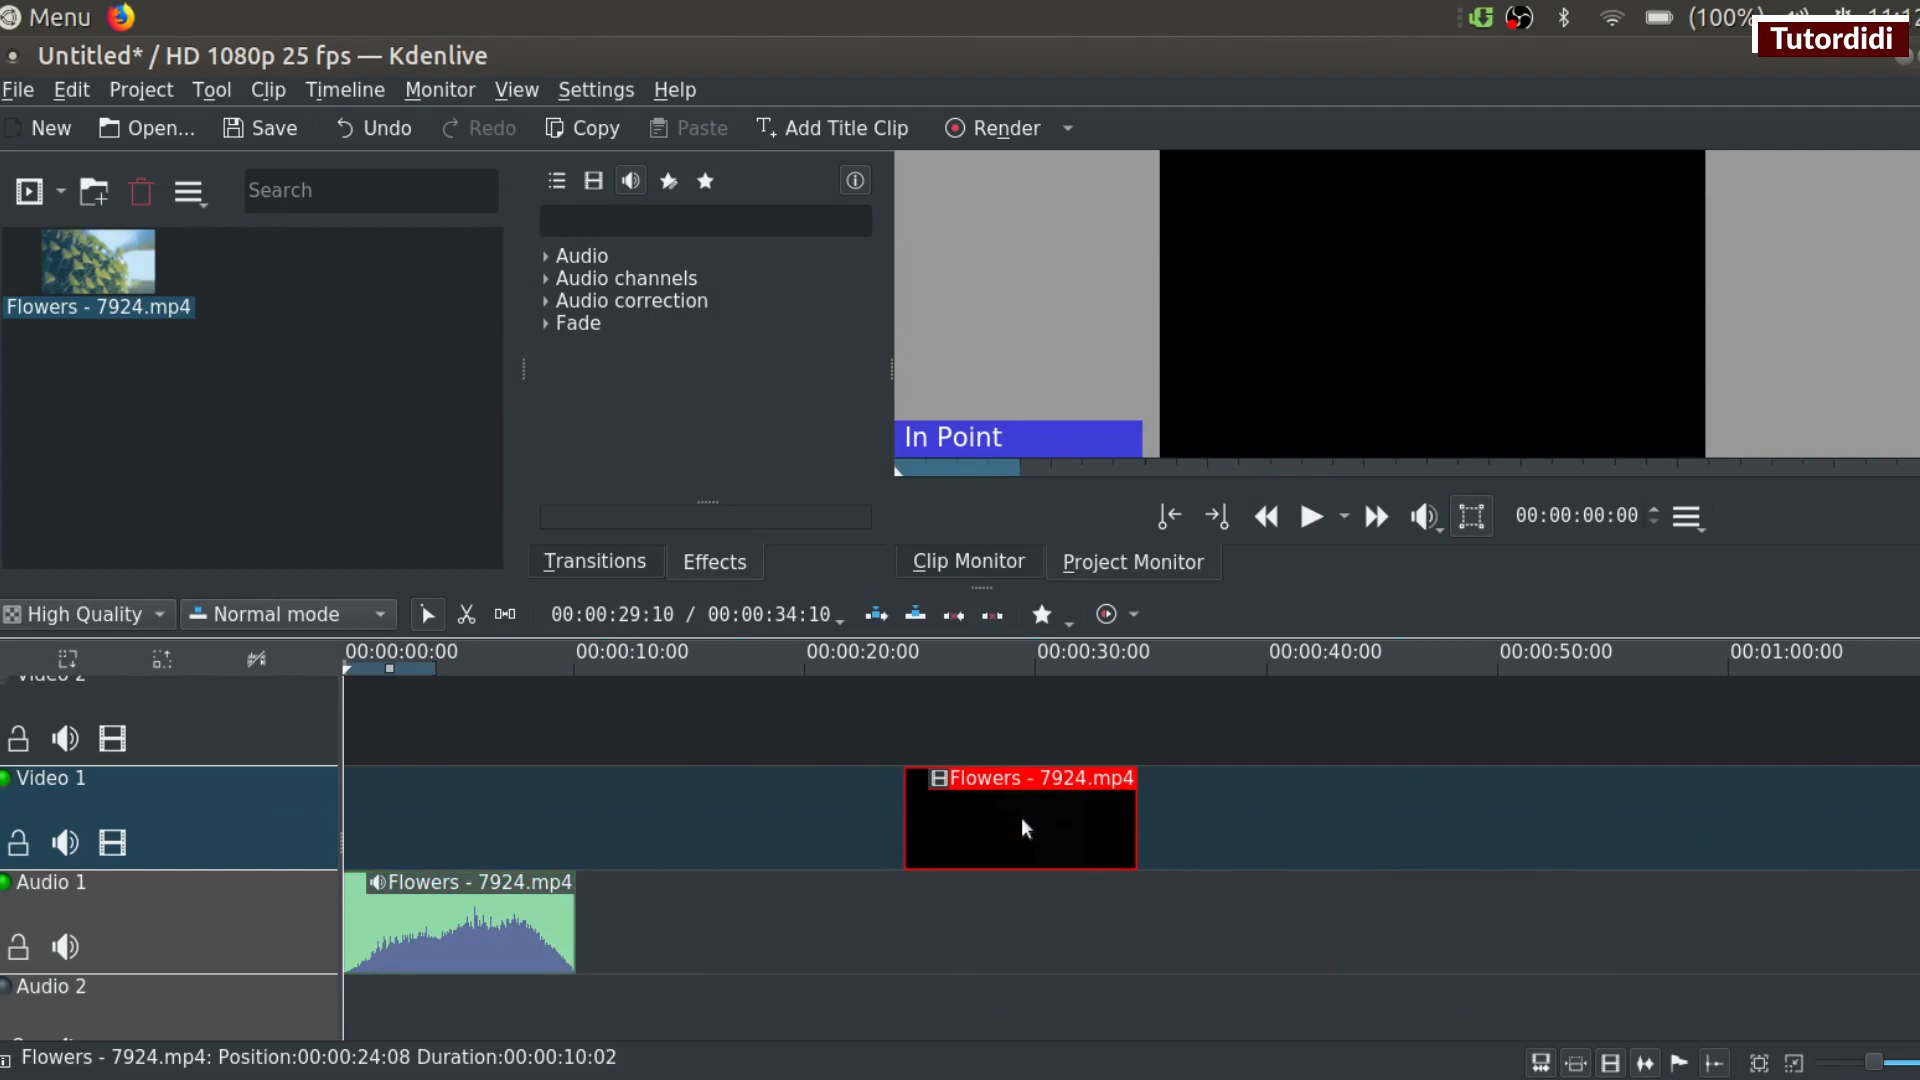 Menu
(100%)
Tutordidi
Untitled* / HD 1080p 25 fps — Kdenlive
File Edit Project Tool Clip Timeline Monitor View Settings Help
New Open... Save Undo Redo Copy Paste Add Title Clip Render
Search
Flowers - 7924.mp4
Audio
Audio channels
Audio correction
Fade
In Point
00:00:00:00
Transitions Effects Clip Monitor Project Monitor
High Quality Normal mode 00:00:29:10 / 00:00:34:10
00:00:00:00 00:00:10:00 00:00:20:00 00:00:30:00 00:00:40:00 00:00:50:00 00:01:00:00
Video 2
Video 1 Flowers - 7924.mp4
Audio 1 Flowers - 7924.mp4
Audio 2
Flowers - 7924.mp4: Position:00:00:24:08 Duration:00:00:10:02